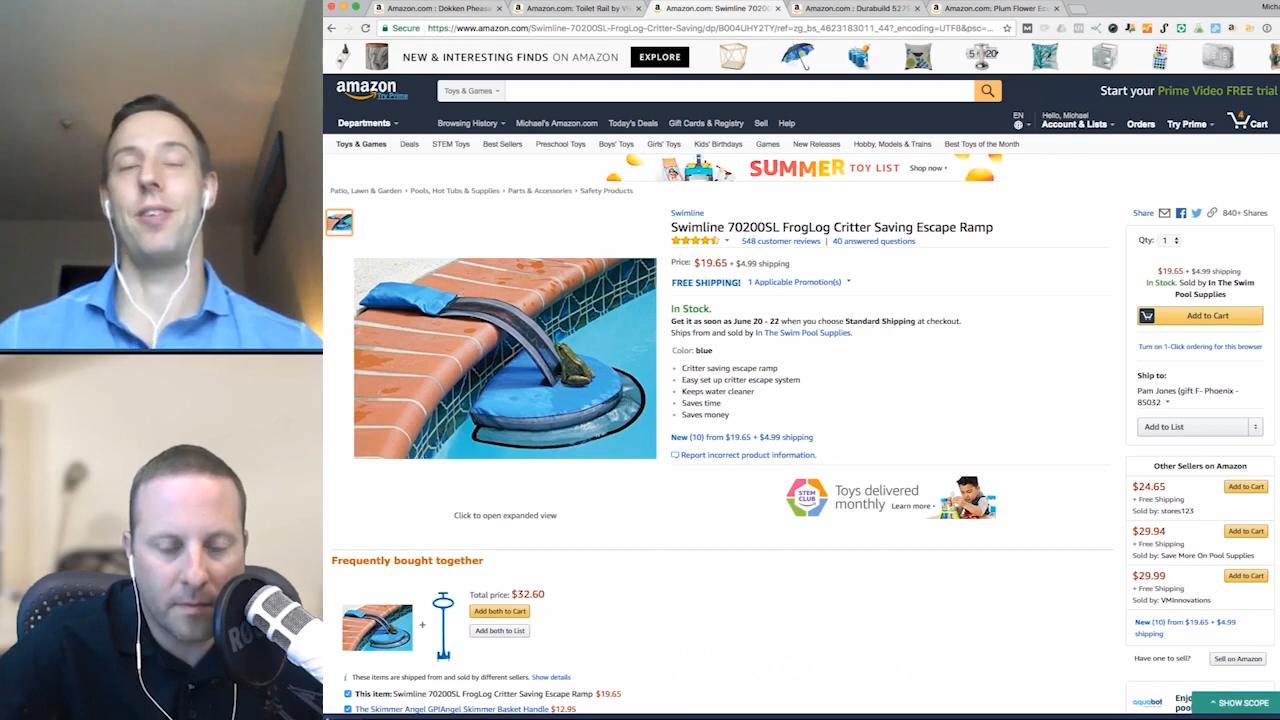 Amazon.com : Dokken Pheasa
Amazon.com: Toilet Rail by V
Amazon.com: Swimline 7020
Amazon.com : Durabuild 527
Amazon.com : Plum Flower Ec
Secure
https://www.amazon.com/Swimline-70200SL-FrogLog-Critter-Saving/dp/B004UHY2TY/ref=zg_bs_4623183011_44?_encoding=UTF8&psc=...
NEW & INTERESTING FINDS ON AMAZON EXPLORE
amazon
Try Prime
Toys & Games
Start your Prime Video FREE trial
Departments
Browsing History Michael's Amazon.com Today's Deals Gift Cards & Registry Sell Help
EN
Hello, Michael
Account & Lists Orders Try Prime 4 Cart
Toys & Games Deals STEM Toys Best Sellers Preschool Toys Boys' Toys Girls' Toys Kids' Birthdays Games New Releases Hobby, Models & Trains Best Toys of the Month
SUMMER TOY LIST Shop now ›
Patio, Lawn & Garden › Pools, Hot Tubs & Supplies › Parts & Accessories › Safety Products
Swimline
Swimline 70200SL FrogLog Critter Saving Escape Ramp
548 customer reviews | 40 answered questions
Price: $19.65 + $4.99 shipping
FREE SHIPPING! 1 Applicable Promotion(s)
In Stock.
Get it as soon as June 20 - 22 when you choose Standard Shipping at checkout.
Ships from and sold by In The Swim Pool Supplies.
Color: blue
• Critter saving escape ramp
• Easy set up critter escape system
• Keeps water cleaner
• Saves time
• Saves money
New (10) from $19.65 + $4.99 shipping
Report incorrect product information.
STEM CLUB
Toys delivered
monthly Learn more ›
Click to open expanded view
Share 840+ Shares
Qty: 1
$19.65 + $4.99 shipping
In Stock. Sold by In The Swim
Pool Supplies
Add to Cart
Turn on 1-Click ordering for this browser
Ship to:
Pam Jones (gift F- Phoenix -
85032
Add to List
Other Sellers on Amazon
$24.65 Add to Cart
+ Free Shipping
Sold by: stores123
$29.94 Add to Cart
+ Free Shipping
Sold by: Save More On Pool Supplies
$29.99 Add to Cart
+ Free Shipping
Sold by: VMInnovations
New (10) from $19.65 + $4.99
shipping
Have one to sell? Sell on Amazon
aquabot
Enjo
poo
SHOW SCOPE
Frequently bought together
+
Total price: $32.60
Add both to Cart
Add both to List
i These items are shipped from and sold by different sellers. Show details
This item: Swimline 70200SL FrogLog Critter Saving Escape Ramp $19.65
The Skimmer Angel GPIAngel Skimmer Basket Handle $12.95